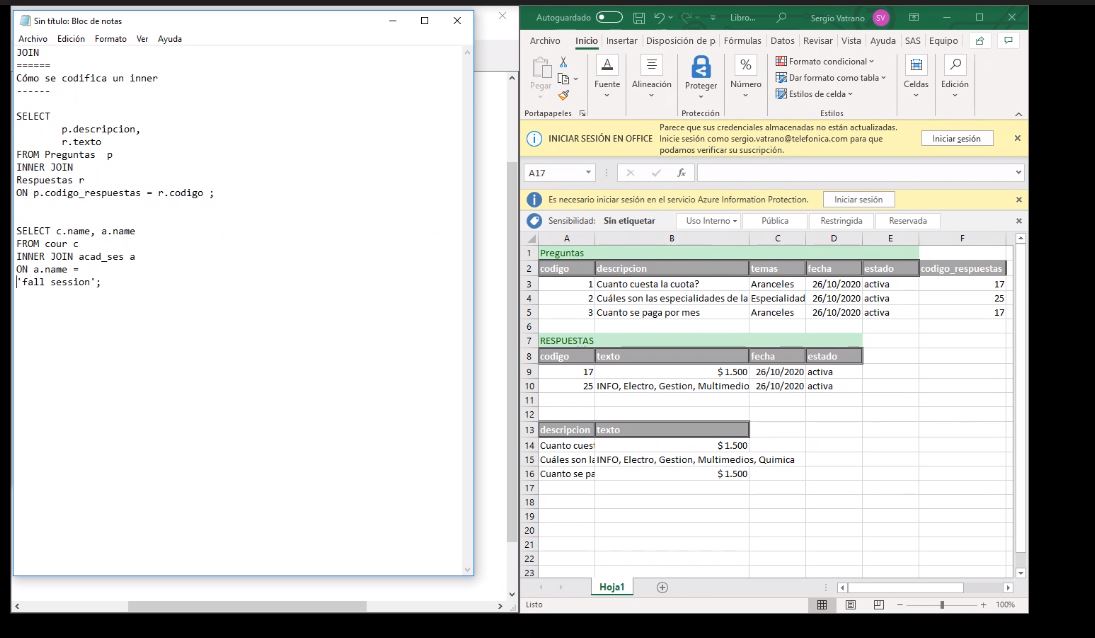 Sin título: Bloc de notas
Archivo Edición Formato Ver Ayuda
JOIN
======
Cómo se codifica un inner
------
SELECT
p.descripcion,
r.texto
FROM Preguntas p
INNER JOIN
Respuestas r
ON p.codigo_respuestas = r.codigo ;
SELECT c.name, a.name
FROM cour c
INNER JOIN acad_ses a
ON a.name =
'fall session';
Autoguardado Libro... Sergio Vatrano SV
Archivo Inicio Insertar Disposición de p Fórmulas Datos Revisar Vista Ayuda SAS Equipo
Pegar Fuente Alineación Proteger Número Formato condicional
Dar formato como tabla
Estilos de celda
Celdas Edición
Portapapeles Protección Estilos
INICIAR SESIÓN EN OFFICE Parece que sus credenciales almacenadas no están actualizadas.
Inicie sesión como sergio.vatrano@telefonica.com para que
podamos verificar su suscripción.
Iniciar sesión
A17 fx
Es necesario iniciar sesión en el servicio Azure Information Protection. Iniciar sesión
Sensibilidad: Sin etiquetar Uso Interno Pública Restringida Reservada
A B C D E F
1 Preguntas
2 codigo descripcion temas fecha estado codigo_respuestas
3 1 Cuanto cuesta la cuota? Aranceles 26/10/2020 activa 17
4 2 Cuáles son las especialidades de la Especialidad 26/10/2020 activa 25
5 3 Cuanto se paga por mes Aranceles 26/10/2020 activa 17
6
7 RESPUESTAS
8 codigo texto fecha estado
9 17 $ 1.500 26/10/2020 activa
10 25 INFO, Electro, Gestion, Multimedio 26/10/2020 activa
11
12
13 descripcion texto
14 Cuanto cuest $ 1.500
15 Cuáles son la INFO, Electro, Gestion, Multimedios, Quimica
16 Cuanto se pa $ 1.500
17
18
19
20
21
22
23
Hoja1
Listo 100%